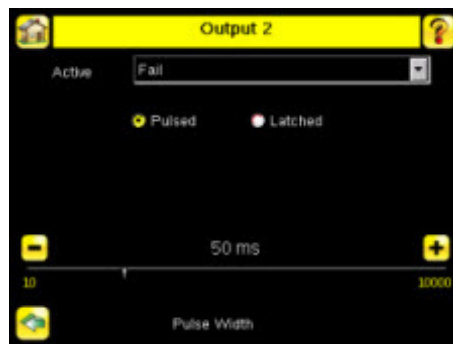 Output 2
?
Active Fail
Pulsed Latched
50 ms
10 10000
Pulse Width